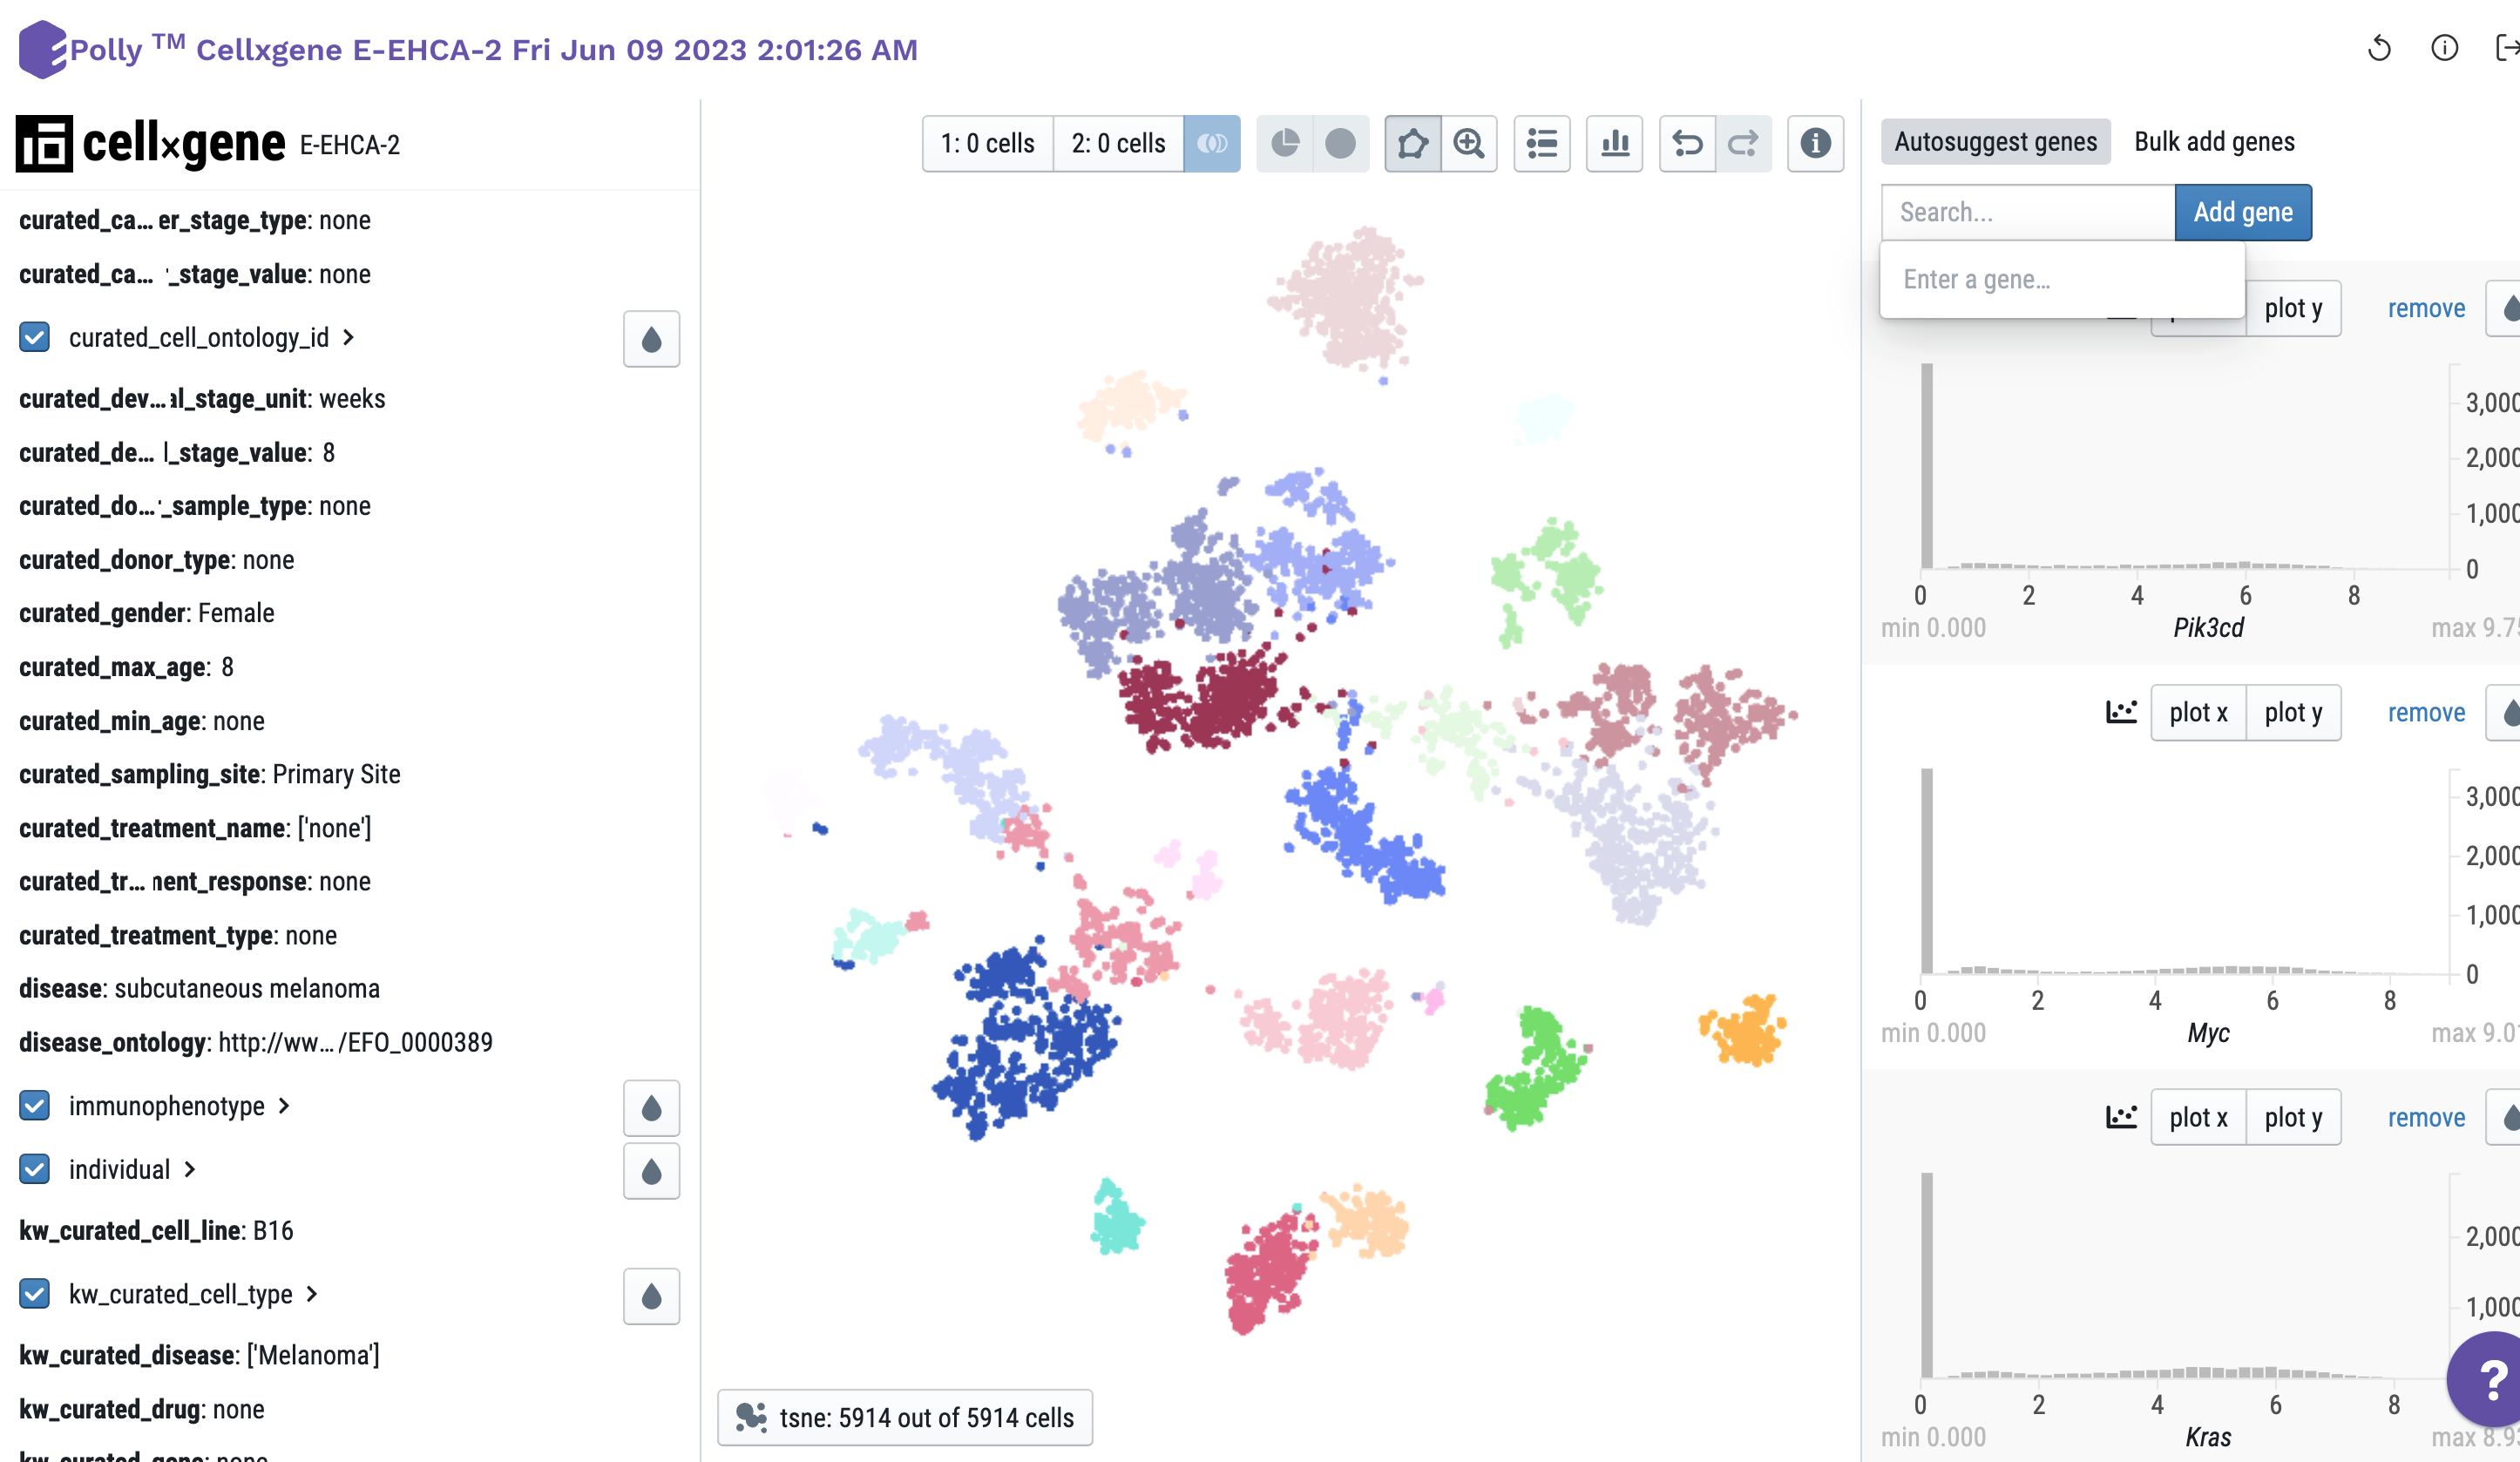 Polly ™ Cellxgene E-EHCA-2 Fri Jun 09 2023 2:01:26 AM
cell×gene E-EHCA-2
1: 0 cells 2: 0 cells
Autosuggest genes Bulk add genes
Search... Add gene
Enter a gene...
curated_ca... er_stage_type: none
curated_ca... _stage_value: none
curated_cell_ontology_id
curated_dev... al_stage_unit: weeks
curated_de... l_stage_value: 8
curated_do... _sample_type: none
curated_donor_type: none
curated_gender: Female
curated_max_age: 8
curated_min_age: none
curated_sampling_site: Primary Site
curated_treatment_name: ['none']
curated_tr... nent_response: none
curated_treatment_type: none
disease: subcutaneous melanoma
disease_ontology: http://ww... /EFO_0000389
immunophenotype
individual
kw_curated_cell_line: B16
kw_curated_cell_type
kw_curated_disease: ['Melanoma']
kw_curated_drug: none
tsne: 5914 out of 5914 cells
plot y remove
3,000
2,000
1,000
0
0 2 4 6 8
min 0.000 Pik3cd max 9.75
plot x plot y remove
3,000
2,000
1,000
0
0 2 4 6 8
min 0.000 Myc max 9.0
plot x plot y remove
2,000
1,000
0 2 4 6 8
min 0.000 Kras max 8.9
?